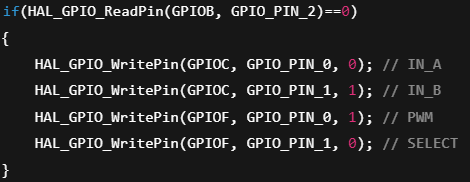 if(HAL_GPIO_ReadPin(GPIOB, GPIO_PIN_2)==0)
{
    HAL_GPIO_WritePin(GPIOC, GPIO_PIN_0, 0); // IN_A
    HAL_GPIO_WritePin(GPIOC, GPIO_PIN_1, 1); // IN_B
    HAL_GPIO_WritePin(GPIOF, GPIO_PIN_0, 1); // PWM
    HAL_GPIO_WritePin(GPIOF, GPIO_PIN_1, 0); // SELECT
}